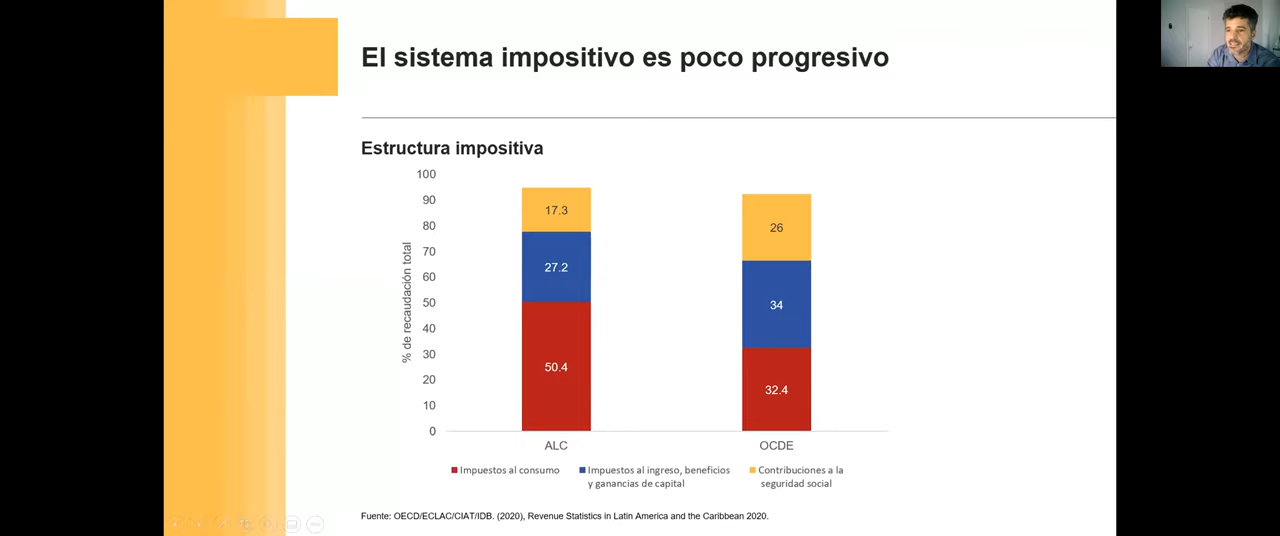 El sistema impositivo es poco progresivo
Estructura impositiva
% de recaudación total
100
90
80
70
60
50
40
30
20
10
0
17.3
27.2
50.4
26
34
32.4
ALC
OCDE
Impuestos al consumo
Impuestos al ingreso, beneficios
y ganancias de capital
Contribuciones a la
seguridad social
Fuente: OECD/ECLAC/CIAT/IDB. (2020), Revenue Statistics in Latin America and the Caribbean 2020.